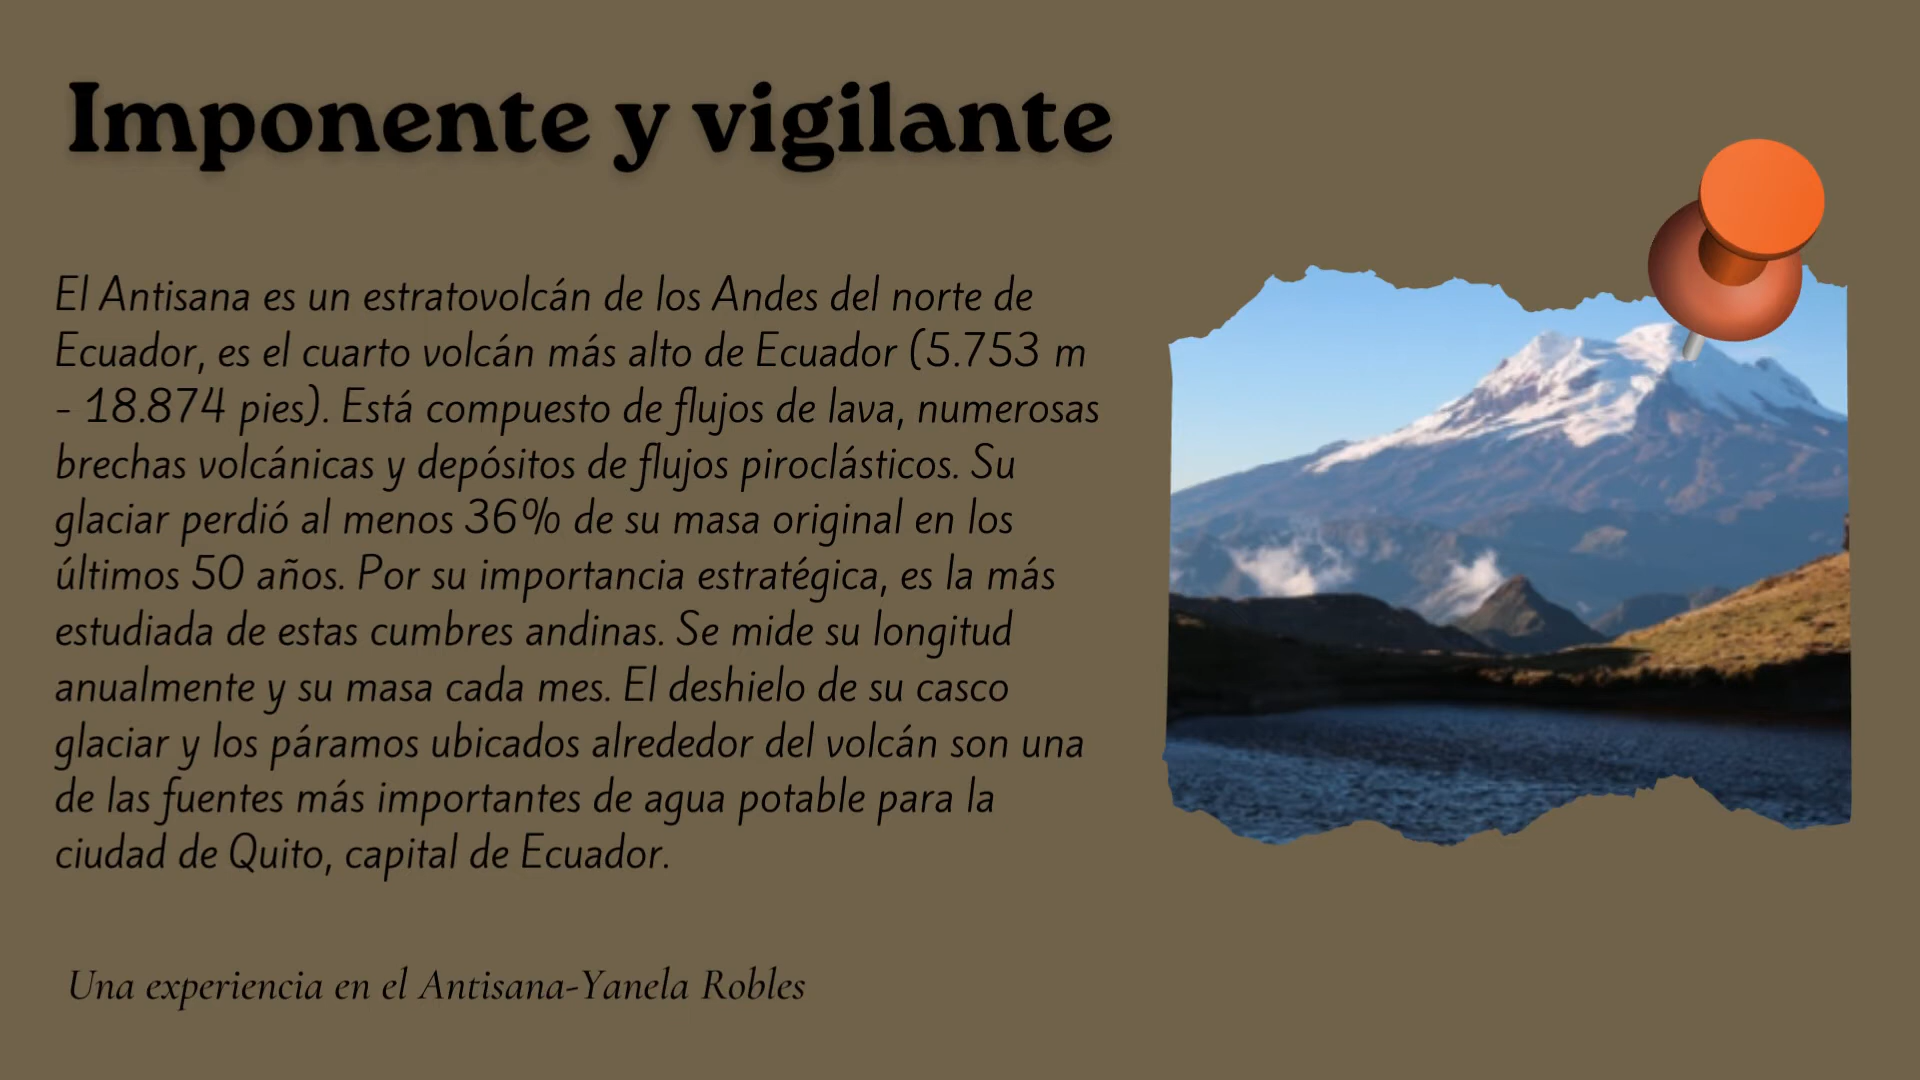 Imponente y vigilante
El Antisana es un estratovolcán de los Andes del norte de
Ecuador, es el cuarto volcán más alto de Ecuador (5.753 m
- 18.874 pies). Está compuesto de flujos de lava, numerosas
brechas volcánicas y depósitos de flujos piroclásticos. Su
glaciar perdió al menos 36% de su masa original en los
últimos 50 años. Por su importancia estratégica, es la más
estudiada de estas cumbres andinas. Se mide su longitud
anualmente y su masa cada mes. El deshielo de su casco
glaciar y los páramos ubicados alrededor del volcán son una
de las fuentes más importantes de agua potable para la
ciudad de Quito, capital de Ecuador.
Una experiencia en el Antisana-Yanela Robles